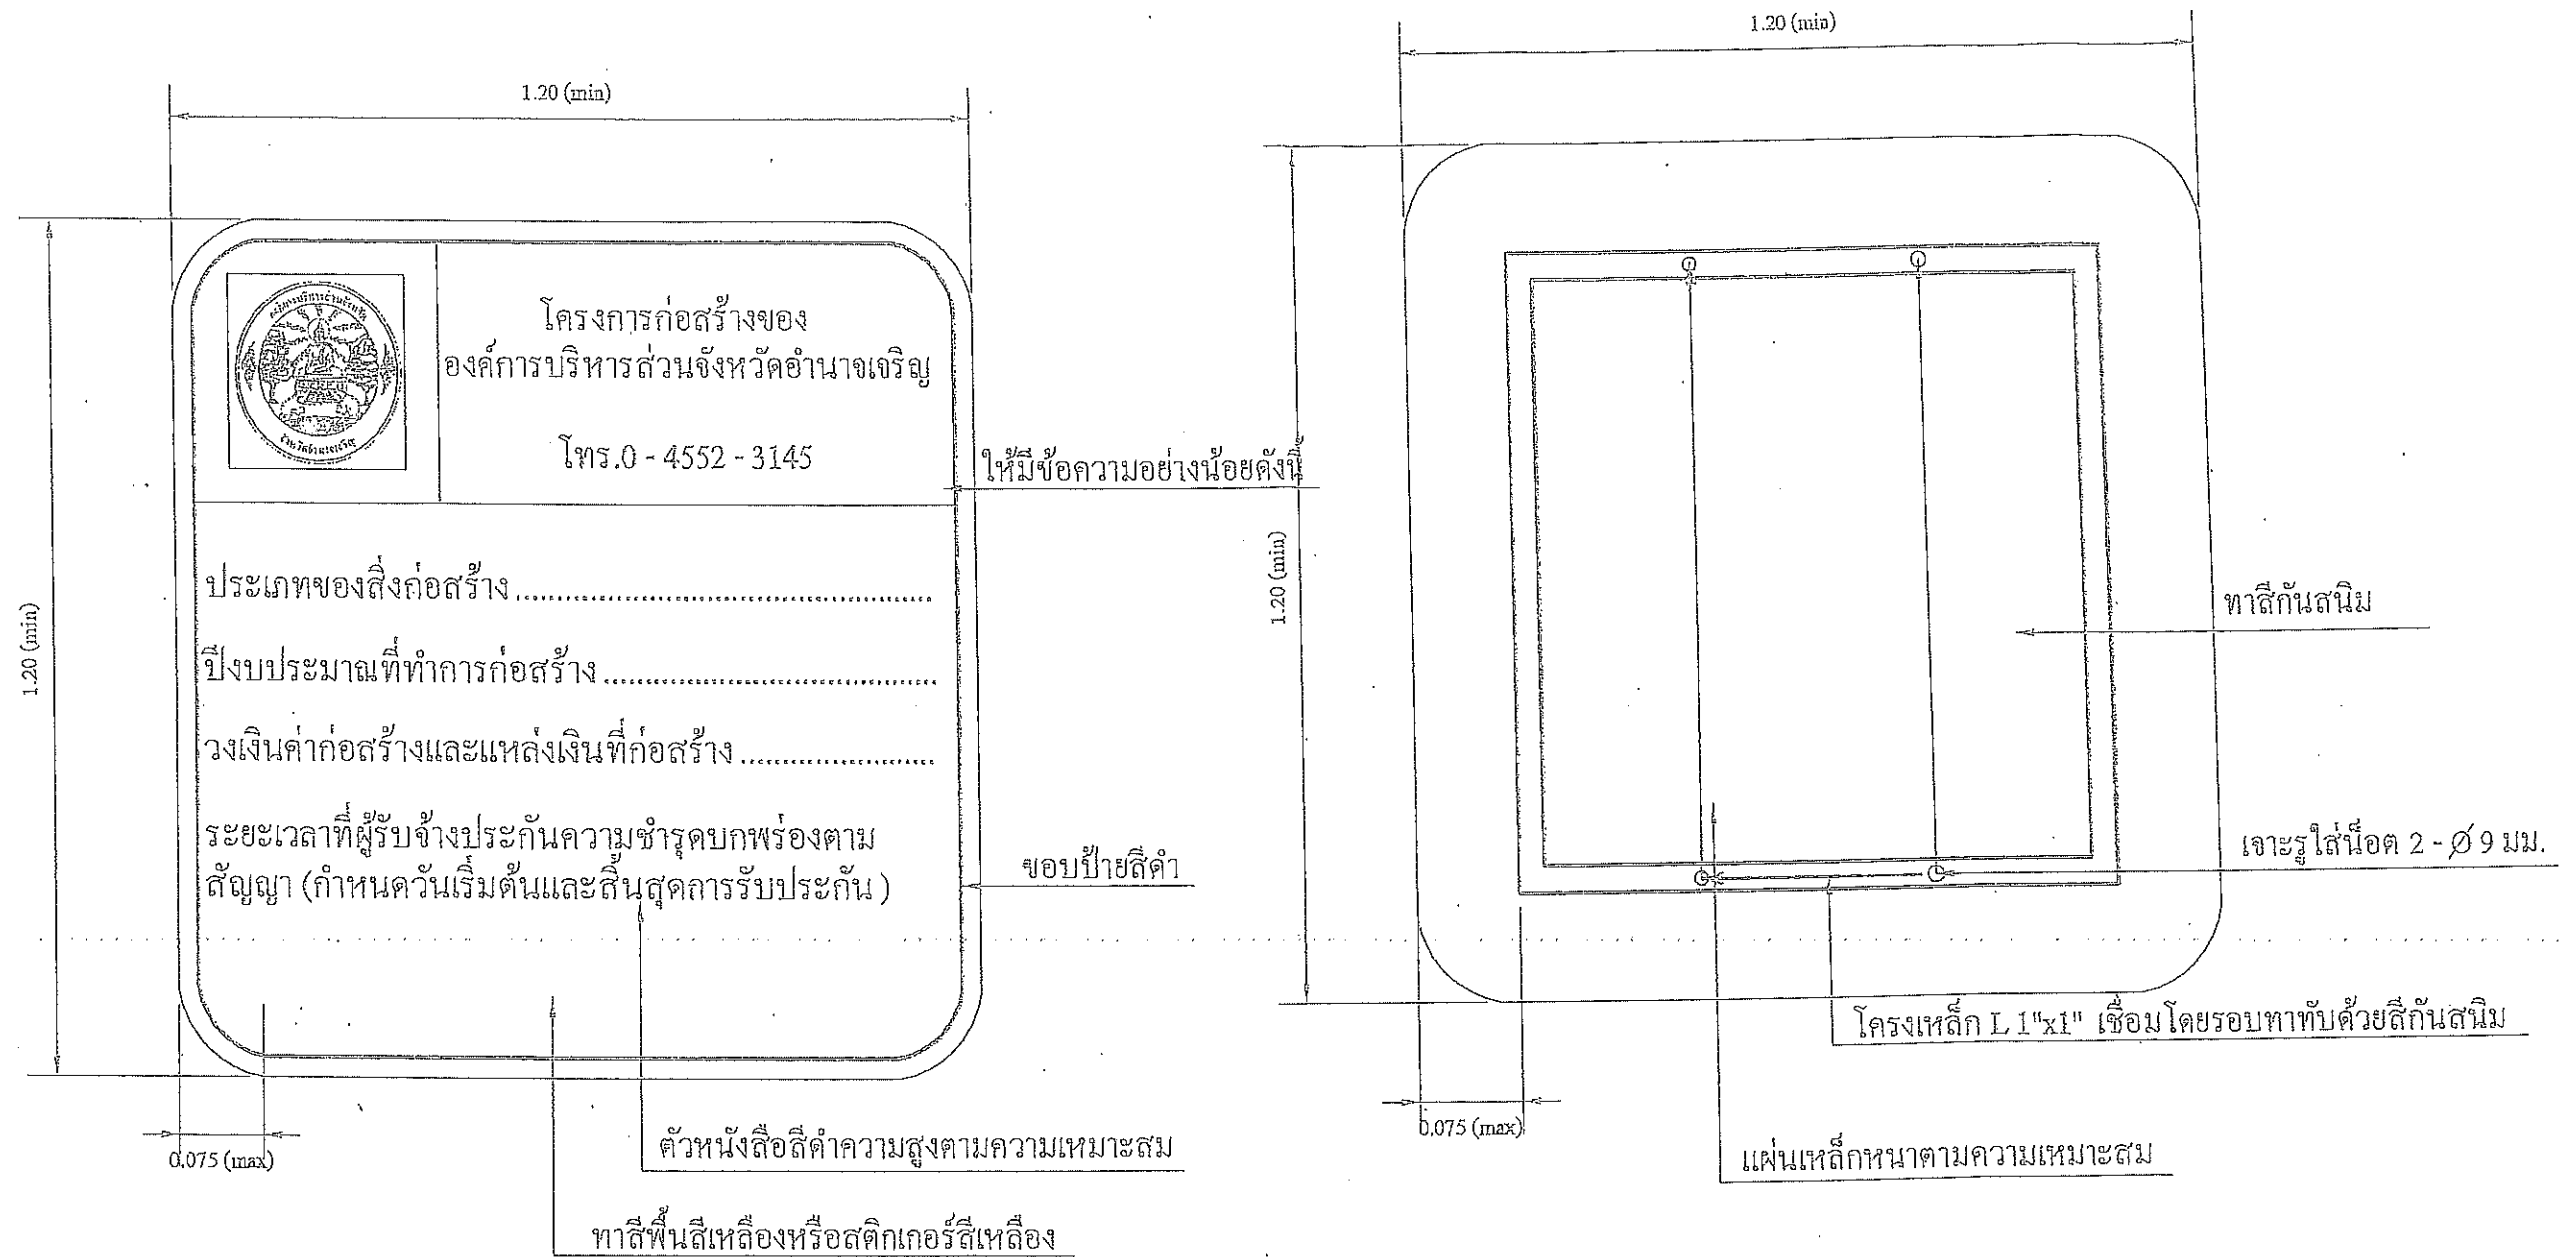 1.20 (min)
1.20 (min)
โครงการก่อสร้างของ
องค์การบริหารส่วนจังหวัดอำนาจเจริญ
โทร.0 - 4552 - 3145
ให้มีข้อความอย่างน้อยดังนี้
ประเภทของสิ่งก่อสร้าง
ปีงบประมาณที่ทำการก่อสร้าง
วงเงินค่าก่อสร้างและแหล่งเงินที่ก่อสร้าง
ระยะเวลาที่ผู้รับจ้างประกันความชำรุดบกพร่องตาม
สัญญา (กำหนดวันเริ่มต้นและสิ้นสุดการรับประกัน)
ขอบป้ายสีดำ
1.20 (min)
0.075 (max)
ตัวหนังสือสีดำความสูงตามความเหมาะสม
ทาสีพื้นสีเหลืองหรือสติกเกอร์สีเหลือง
1.20 (min)
ทาสีกันสนิม
เจาะรูใส่น็อต 2 - Ø 9 มม.
โครงเหล็ก L 1"x1" เชื่อมโดยรอบทาทับด้วยสีกันสนิม
0.075 (max)
แผ่นเหล็กหนาตามความเหมาะสม